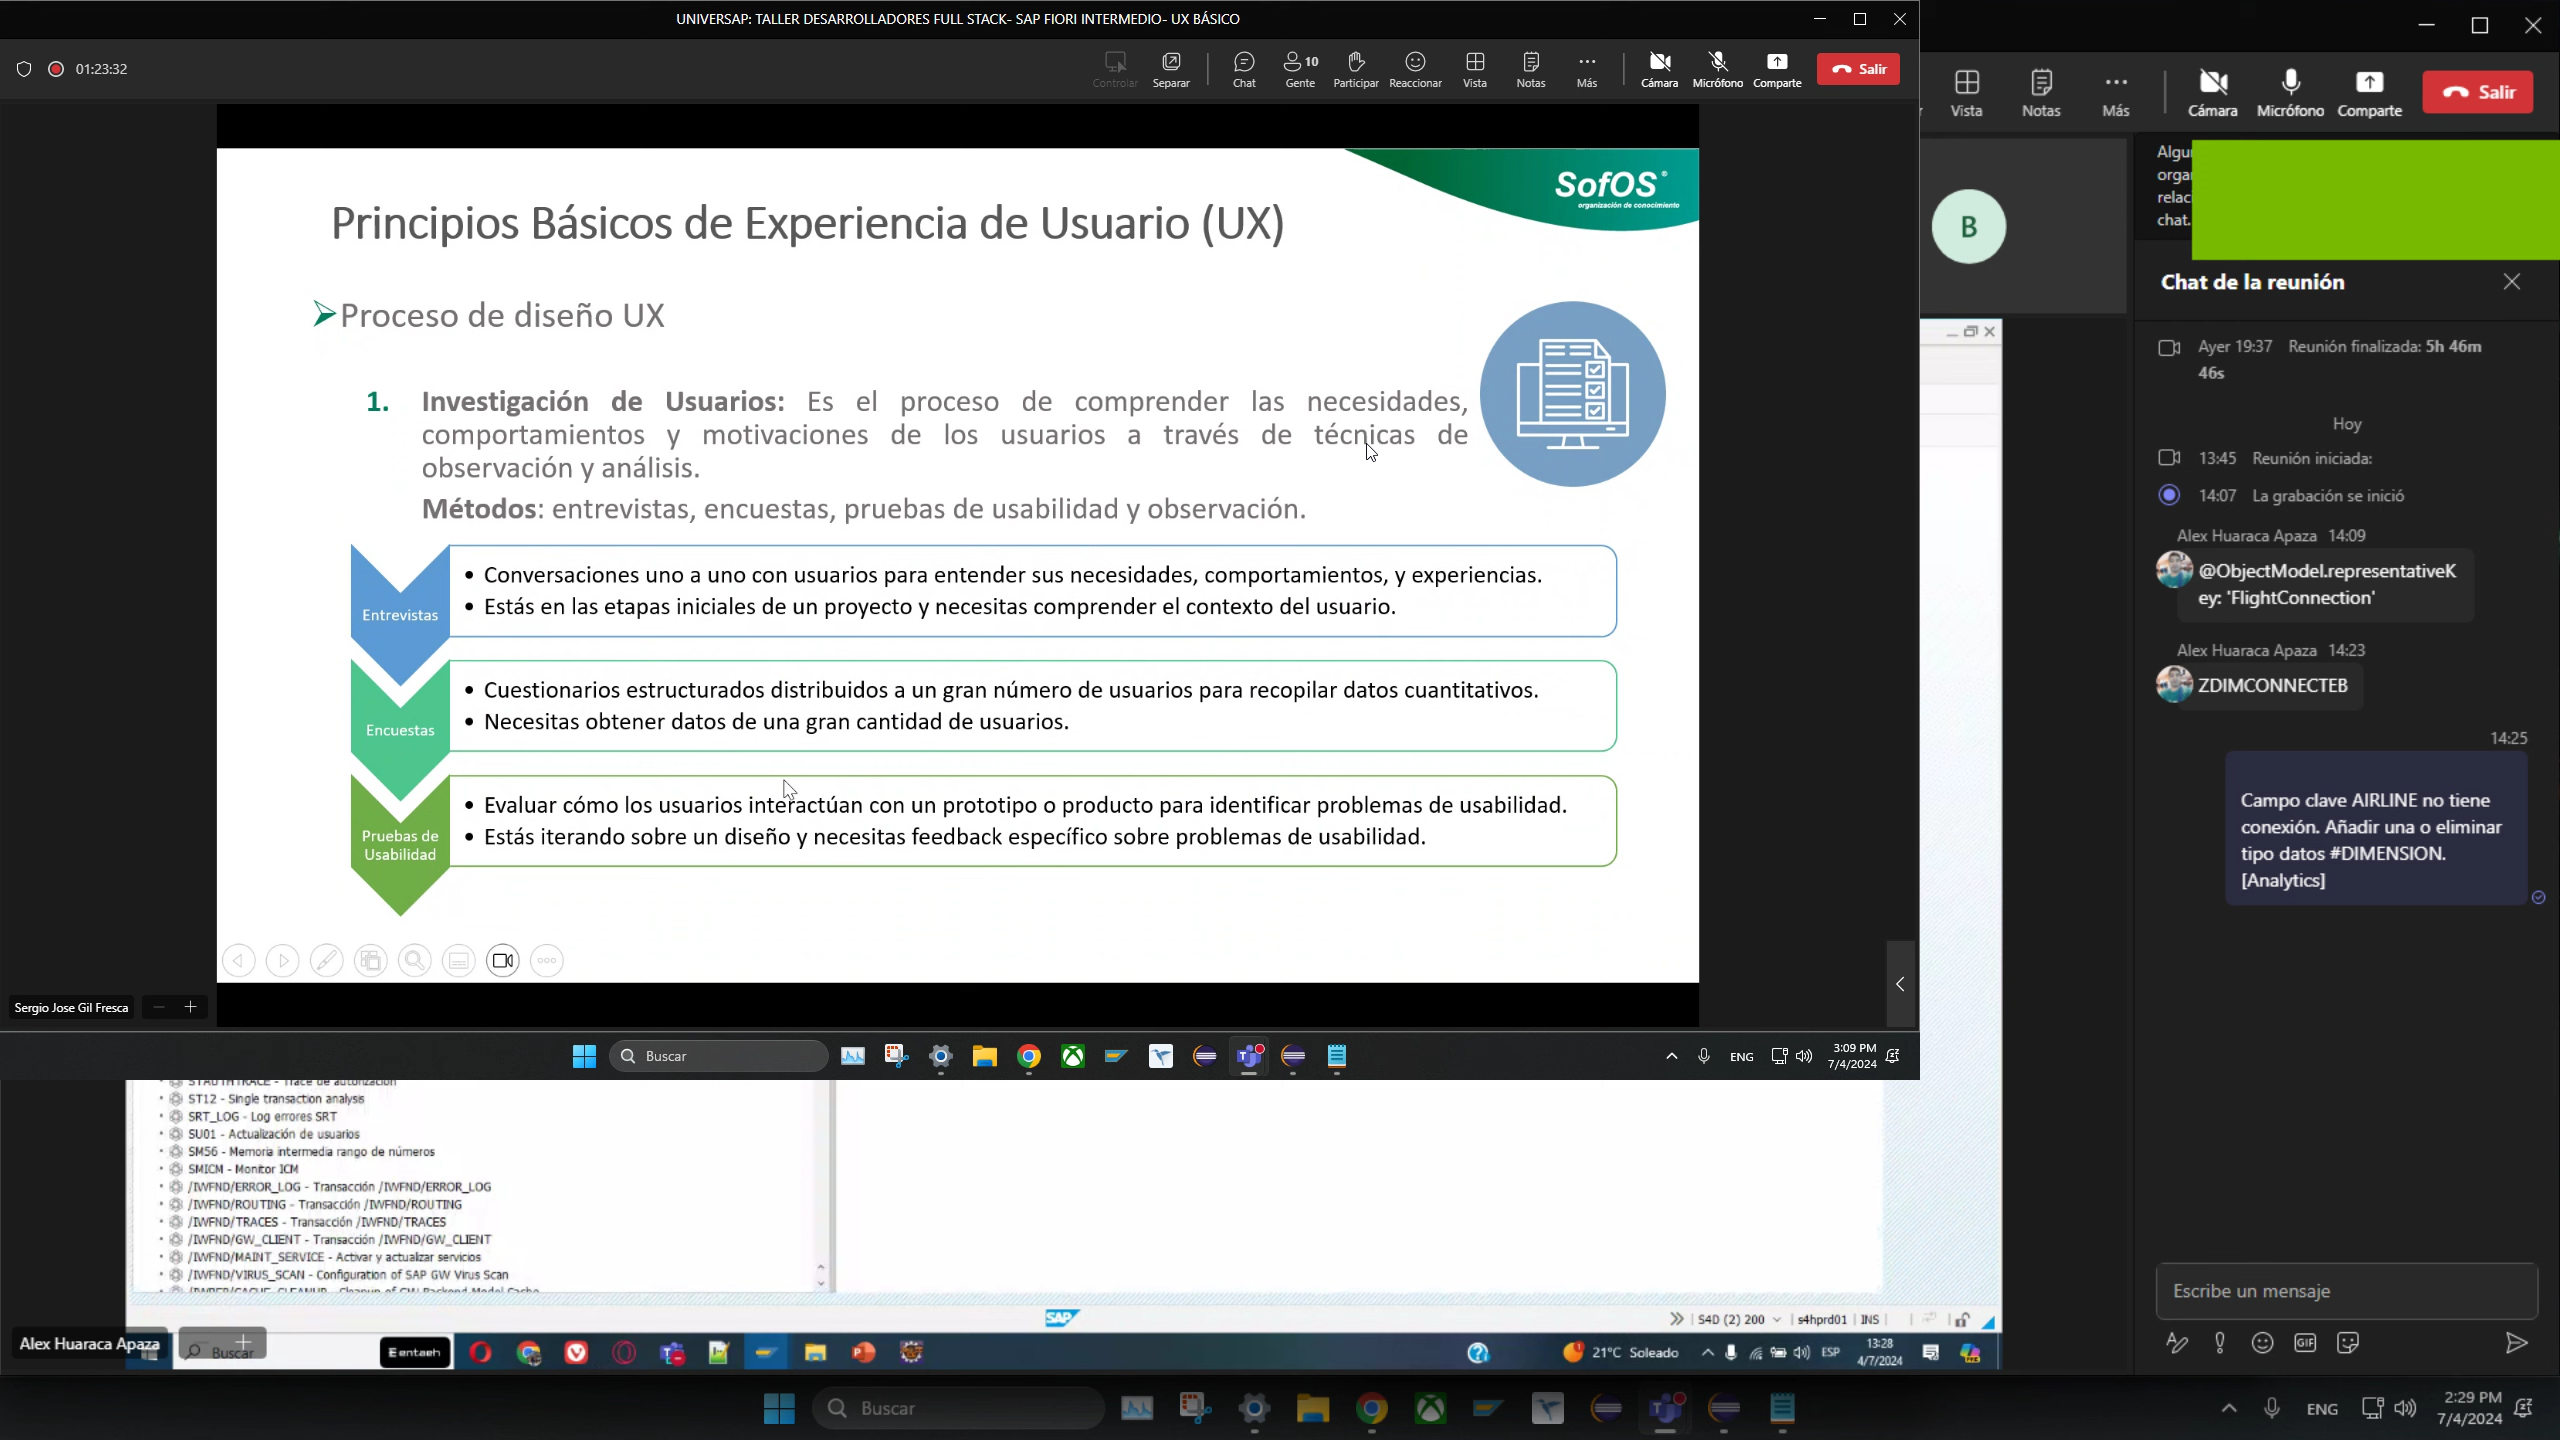 UNIVERSAP: TALLER DESARROLLADORES FULL STACK- SAP FIORI INTERMEDIO- UX BÁSICO
01:23:32
Controlar
Separar
Chat
Gente
10
Participar
Reaccionar
Vista
Notas
Más
Cámara
Micrófono
Comparte
Salir
SofOS®
organización de conocimiento
Principios Básicos de Experiencia de Usuario (UX)
Proceso de diseño UX
1. Investigación de Usuarios: Es el proceso de comprender las necesidades,
comportamientos y motivaciones de los usuarios a través de técnicas de
observación y análisis.
Métodos: entrevistas, encuestas, pruebas de usabilidad y observación.
Entrevistas
• Conversaciones uno a uno con usuarios para entender sus necesidades, comportamientos, y experiencias.
• Estás en las etapas iniciales de un proyecto y necesitas comprender el contexto del usuario.
Encuestas
• Cuestionarios estructurados distribuidos a un gran número de usuarios para recopilar datos cuantitativos.
• Necesitas obtener datos de una gran cantidad de usuarios.
Pruebas de
Usabilidad
• Evaluar cómo los usuarios interactúan con un prototipo o producto para identificar problemas de usabilidad.
• Estás iterando sobre un diseño y necesitas feedback específico sobre problemas de usabilidad.
Sergio Jose Gil Fresca
Buscar
ENG
3:09 PM
7/4/2024
Vista
Notas
Más
Cámara
Micrófono
Comparte
Salir
B
chat.
Chat de la reunión
Ayer 19:37 Reunión finalizada: 5h 46m
46s
Hoy
13:45 Reunión iniciada:
14:07 La grabación se inició
Alex Huaraca Apaza 14:09
@ObjectModel.representativeK
ey: 'FlightConnection'
Alex Huaraca Apaza 14:23
ZDIMCONNECTEB
14:25
Campo clave AIRLINE no tiene
conexión. Añadir una o eliminar
tipo datos #DIMENSION.
[Analytics]
Escribe un mensaje
STAUTHTRACE - Trace de autorización
ST12 - Single transaction analysis
SRT_LOG - Log errores SRT
SU01 - Actualización de usuarios
SM56 - Memoria intermedia rango de números
SMICM - Monitor ICM
/IWFND/ERROR_LOG - Transacción /IWFND/ERROR_LOG
/IWFND/ROUTING - Transacción /IWFND/ROUTING
/IWFND/TRACES - Transacción /IWFND/TRACES
/IWFND/GW_CLIENT - Transacción /IWFND/GW_CLIENT
/IWFND/MAINT_SERVICE - Activar y actualizar servicios
/IWFND/VIRUS_SCAN - Configuration of SAP GW Virus Scan
SAP
S4D (2) 200
s4hprd01
INS
Alex Huaraca Apaza
Buscar
21°C Soleado
ESP
13:28
4/7/2024
Buscar
ENG
2:29 PM
7/4/2024